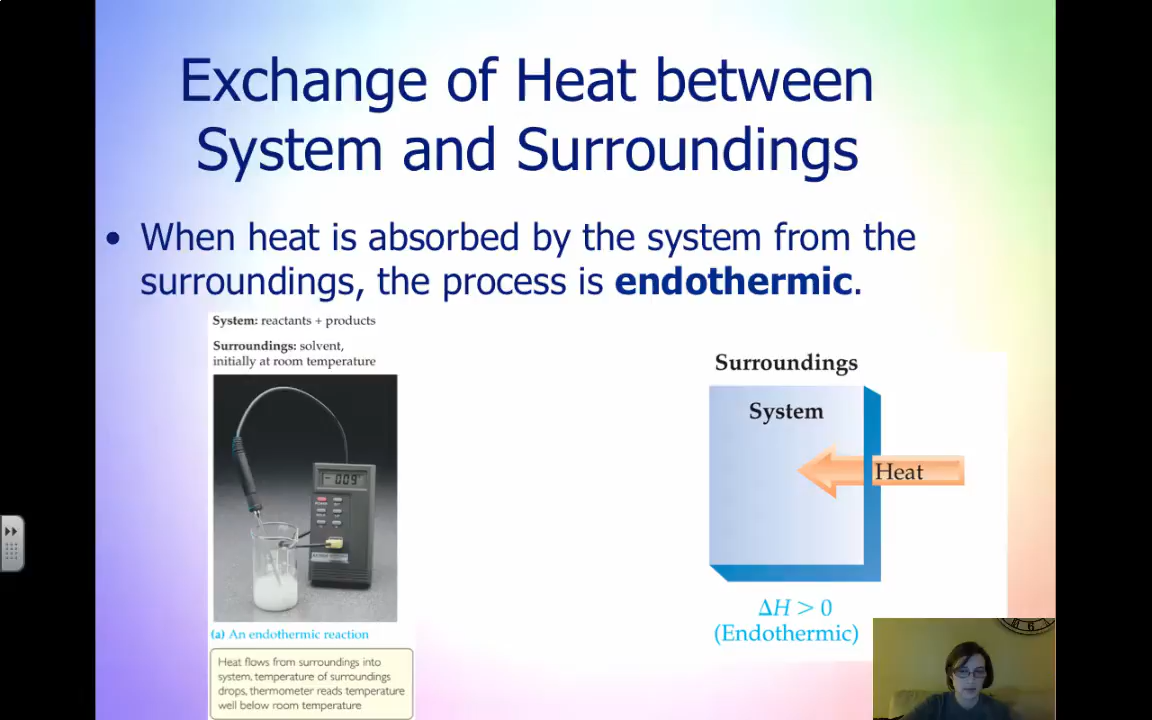 Exchange of Heat between
System and Surroundings
• When heat is absorbed by the system from the
surroundings, the process is endothermic.
System: reactants + products
Surroundings: solvent,
initially at room temperature
-009
(a) An endothermic reaction
Heat flows from surroundings into
system, temperature of surroundings
drops, thermometer reads temperature
well below room temperature
Surroundings
System
Heat
ΔH > 0
(Endothermic)